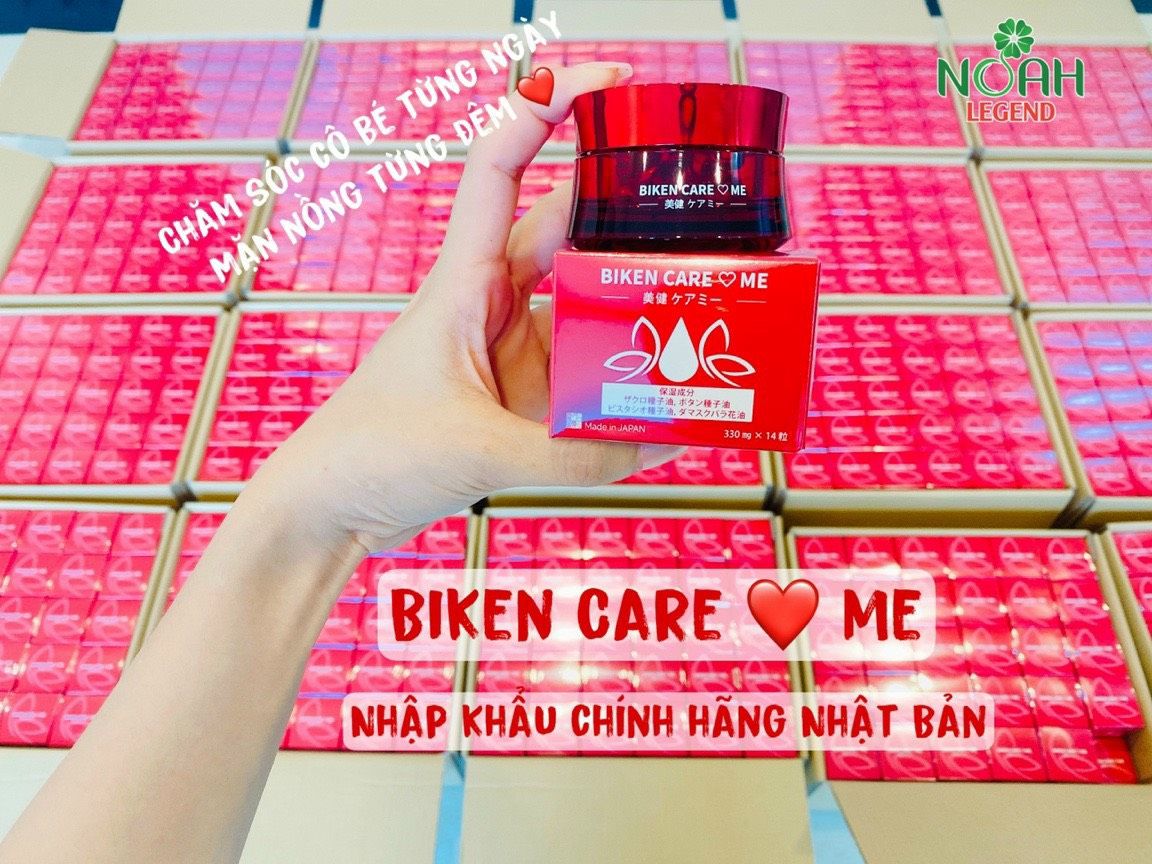 NOAH
LEGEND
CHĂM SÓC CÔ BÉ TỪNG NGÀY
MẶN NỒNG TỪNG ĐÊM ❤️
BIKEN CARE ♡ ME
美健 ケアミー
BIKEN CARE ♡ ME
美健 ケアミー
保湿成分
ザクロ種子油, ボタン種子油
ピスタシオ種子油, ダマスクバラ花油
Made in JAPAN
330 mg × 14粒
BIKEN CARE ❤️ ME
NHẬP KHẨU CHÍNH HÃNG NHẬT BẢN